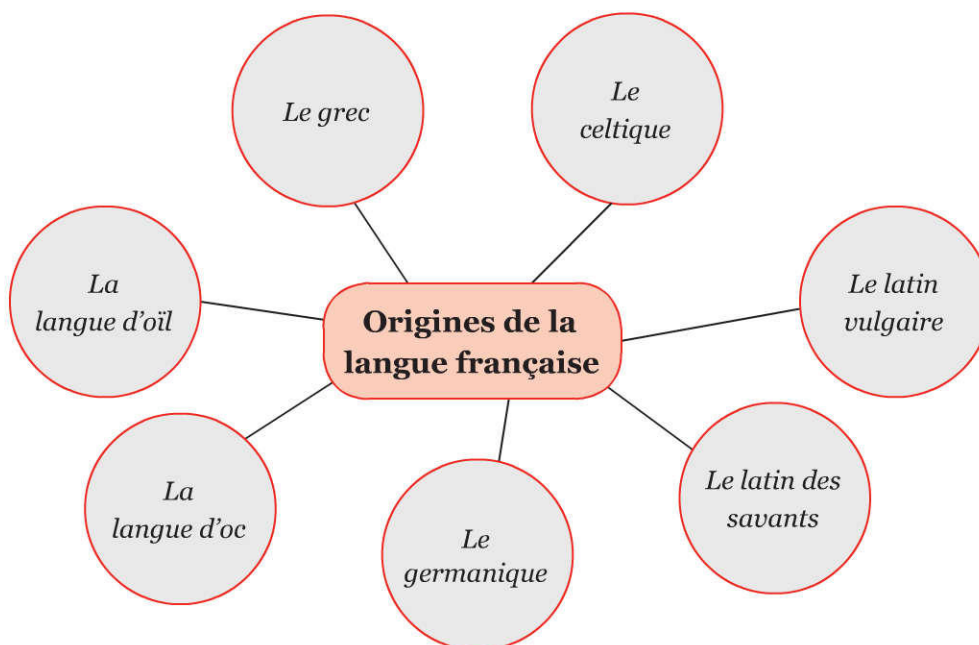 Le grec
Le
celtique
La
langue d'oïl
Origines de la
langue française
Le latin
vulgaire
La
langue d'oc
Le
germanique
Le latin des
savants